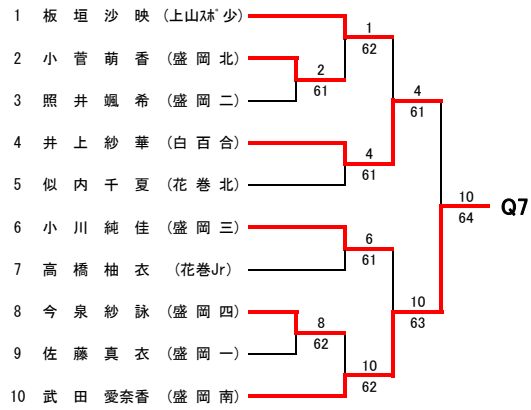 1 板 垣 沙 映 (上山ｽﾎﾟ少)
2 小 菅 萌 香 (盛 岡 北)
3 照 井 颯 希 (盛 岡 二)
4 井 上 紗 華 (白 百 合)
5 似 内 千 夏 (花 巻 北)
6 小 川 純 佳 (盛 岡 三)
7 高 橋 柚 衣 (花巻Jr)
8 今 泉 紗 詠 (盛 岡 四)
9 佐 藤 真 衣 (盛 岡 一)
10 武 田 愛奈香 (盛 岡 南)
2
61
8
62
1
62
4
61
6
61
10
62
4
61
10
63
10
64
Q7